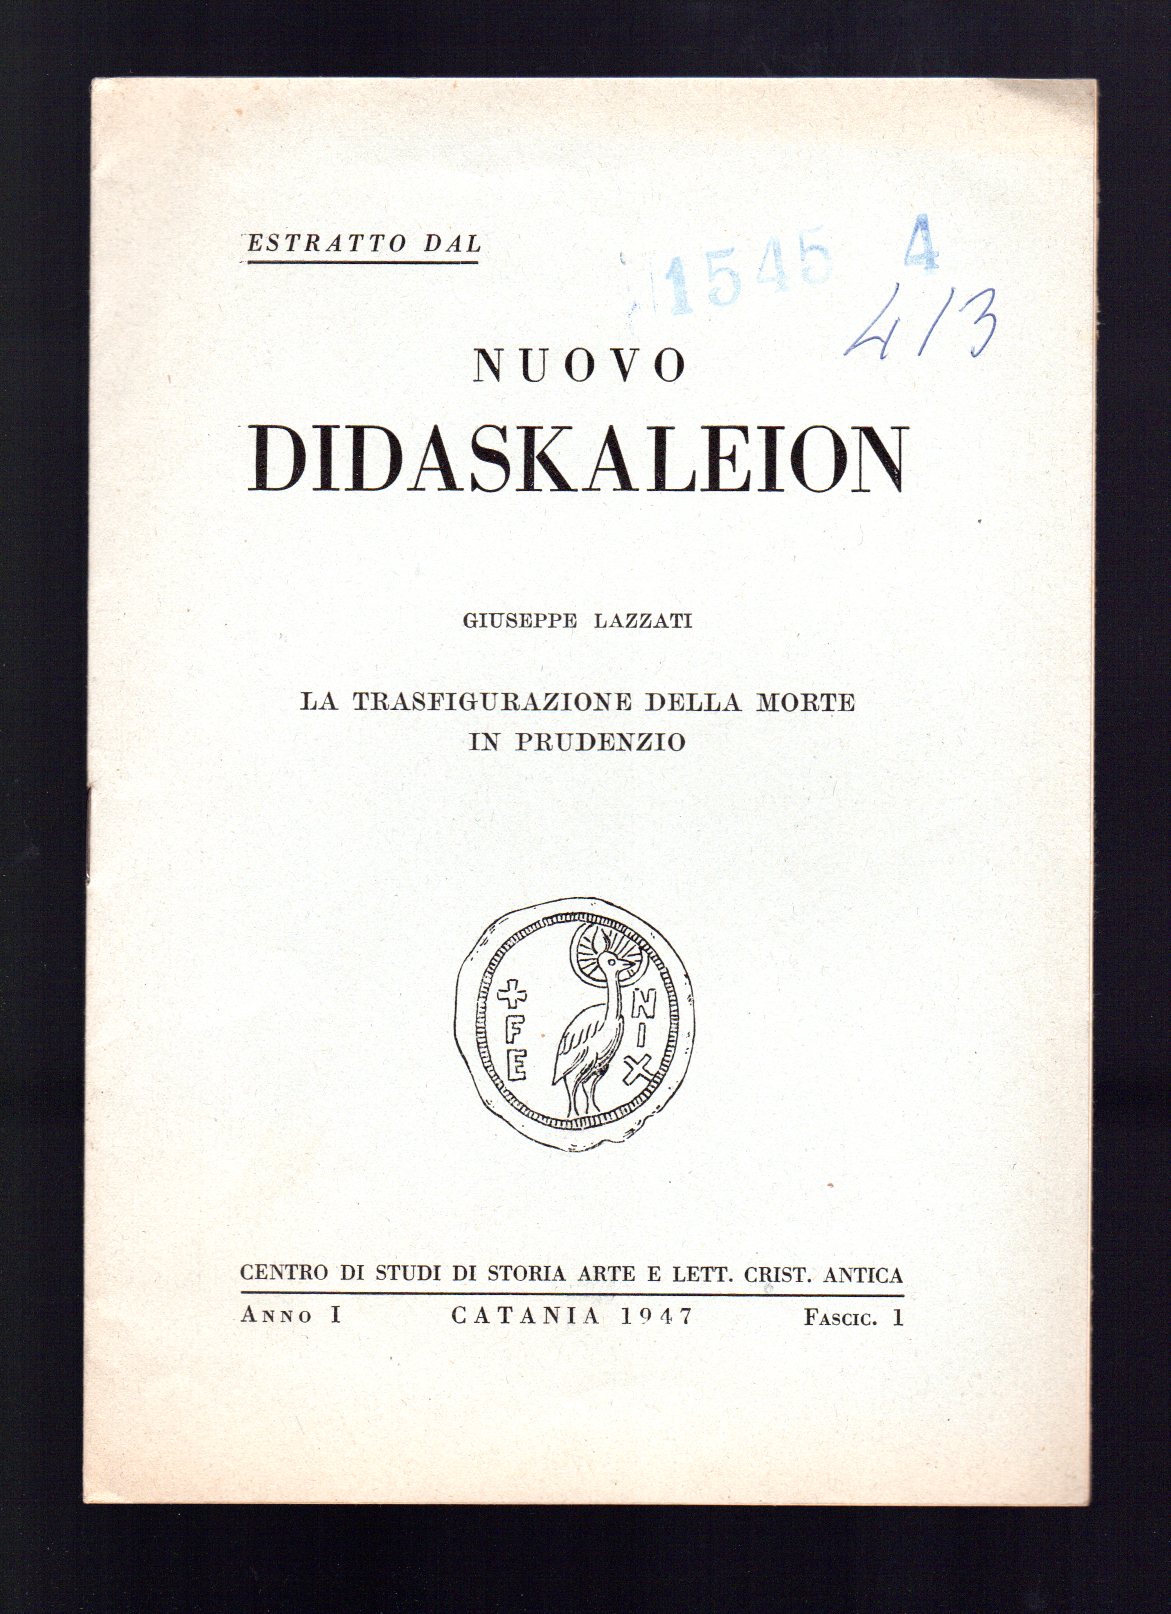 ESTRATTO DAL
1545 4
413
NUOVO
DIDASKALEION
GIUSEPPE LAZZATI
LA TRASFIGURAZIONE DELLA MORTE
IN PRUDENZIO
+
FE
NIX
CENTRO DI STUDI DI STORIA ARTE E LETT. CRIST. ANTICA
ANNO I CATANIA 1947 FASCIC. 1